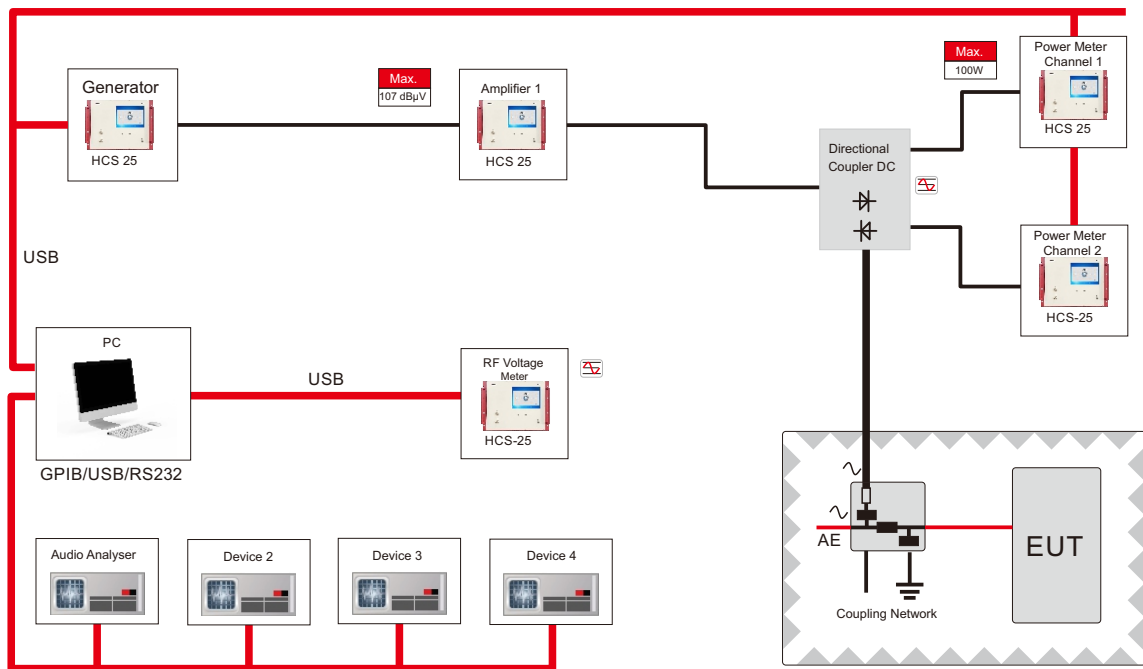 Generator
HCS 25
Max.
107 dBμV
Amplifier 1
HCS 25
Max.
100W
Power Meter
Channel 1
HCS 25
Directional
Coupler DC
Power Meter
Channel 2
HCS-25
USB
PC
GPIB/USB/RS232
USB
RF Voltage
Meter
HCS-25
AE
EUT
Coupling Network
Audio Analyser
Device 2
Device 3
Device 4